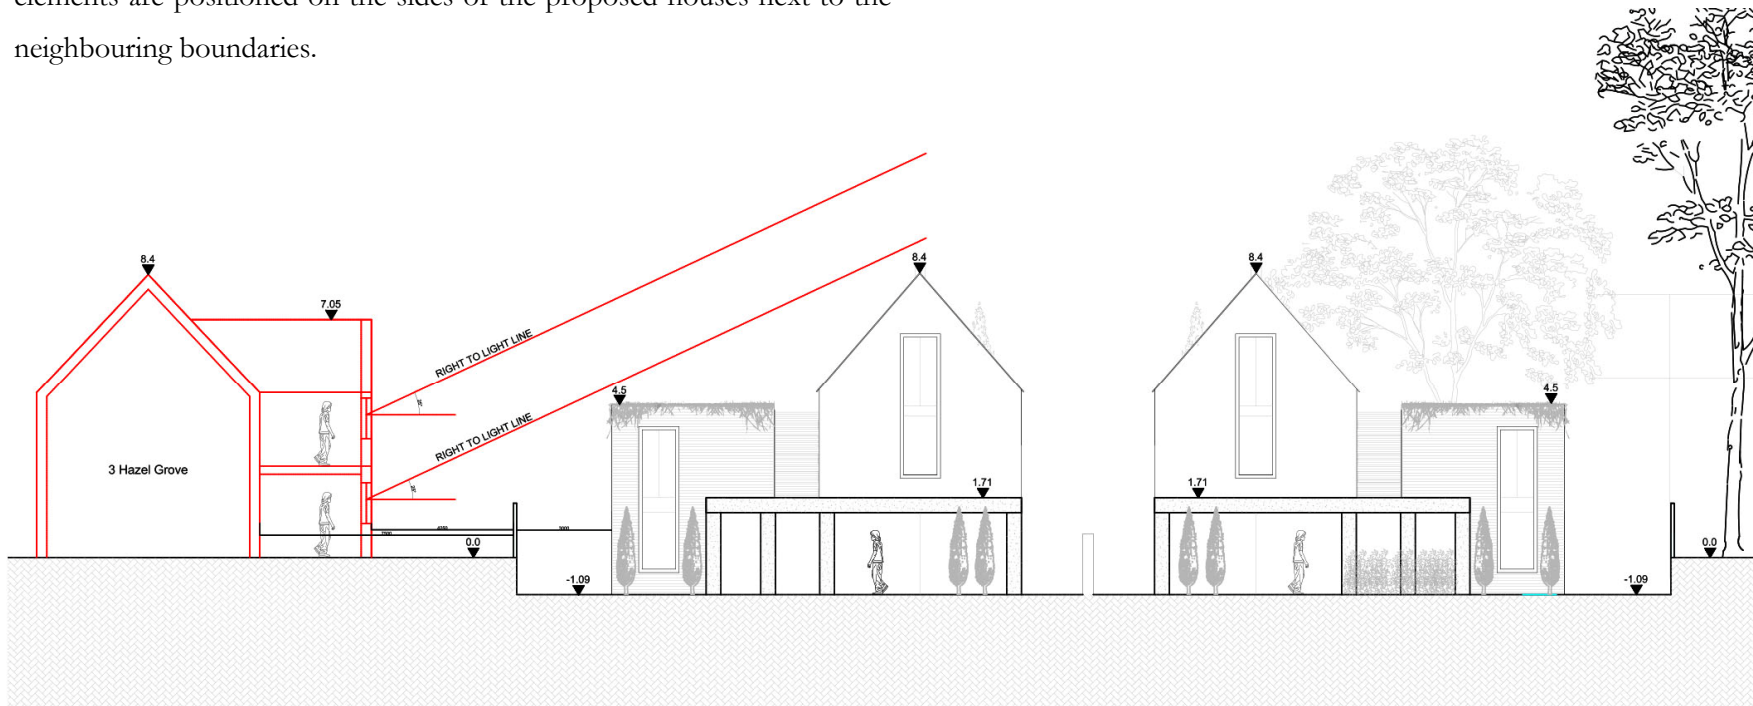 elements are positioned on the sides of the proposed houses next to the
neighbouring boundaries.
8.4
7.05
RIGHT TO LIGHT LINE
RIGHT TO LIGHT LINE
3 Hazel Grove
0.0
-1.09
4.5
8.4
1.71
8.4
1.71
4.5
-1.09
0.0